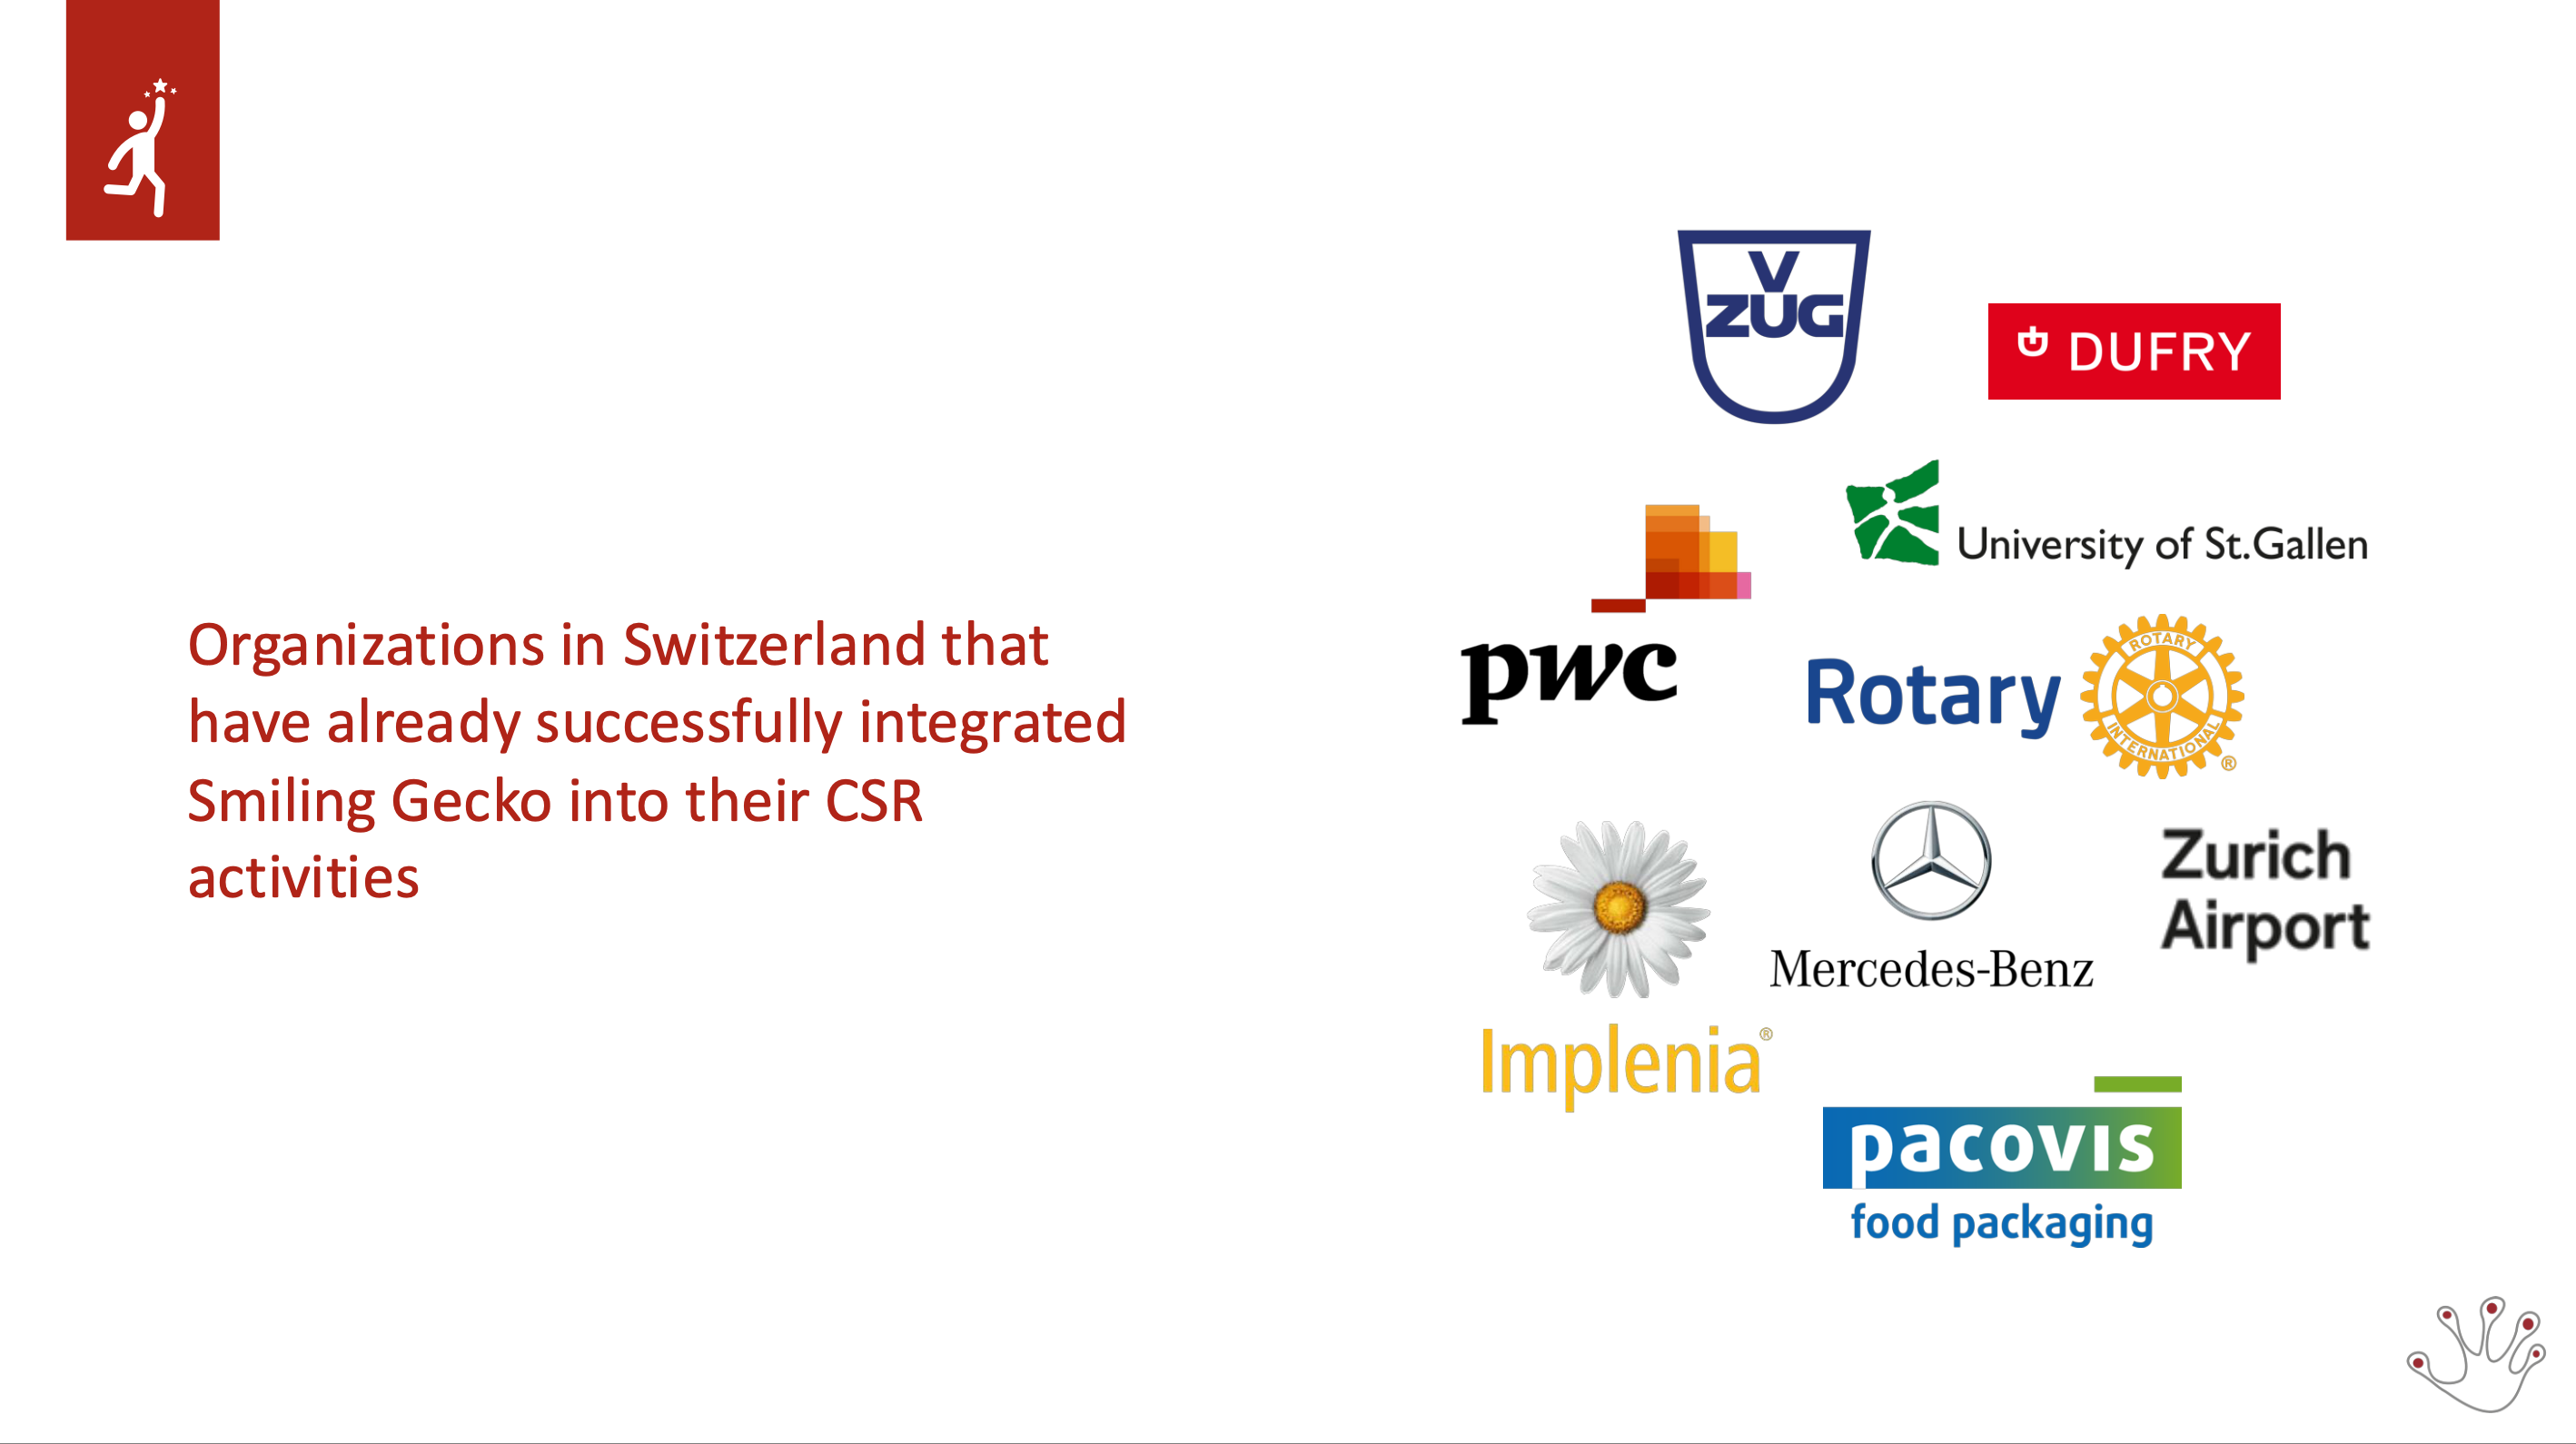 Organizations in Switzerland that
have already successfully integrated
Smiling Gecko into their CSR
activities
V
ZUG
DUFRY
University of St.Gallen
pwc
Rotary
ROTARY
INTERNATIONAL
®
Mercedes-Benz
Zurich
Airport
Implenia®
pacovis
food packaging